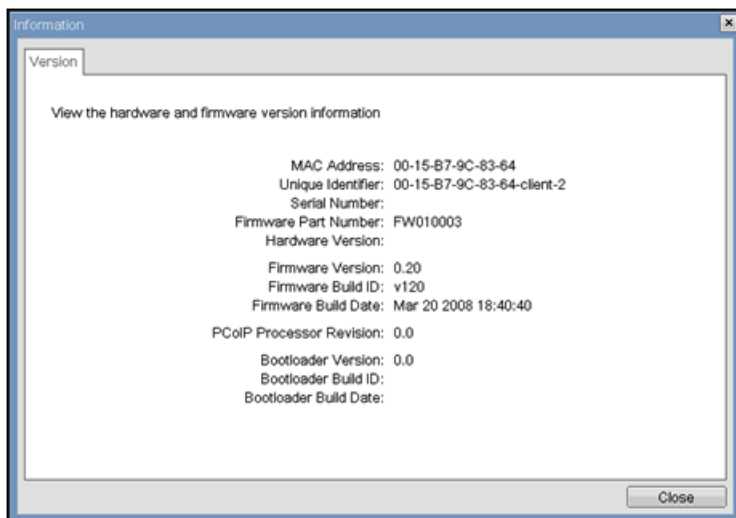 Information
Version
View the hardware and firmware version information
MAC Address: 00-15-B7-9C-83-64
Unique Identifier: 00-15-B7-9C-83-64-client-2
Serial Number:
Firmware Part Number: FW010003
Hardware Version:
Firmware Version: 0.20
Firmware Build ID: v120
Firmware Build Date: Mar 20 2008 18:40:40
PCoIP Processor Revision: 0.0
Bootloader Version: 0.0
Bootloader Build ID:
Bootloader Build Date:
Close